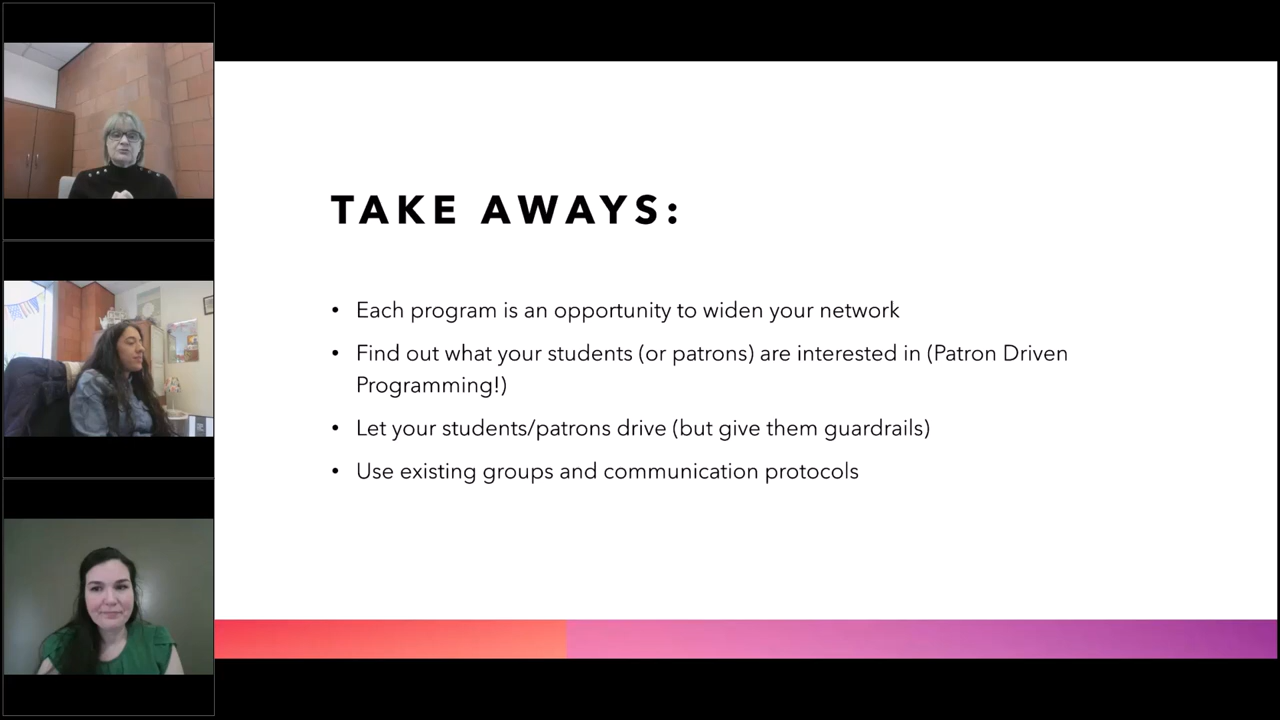 TAKE AWAYS:
• Each program is an opportunity to widen your network
• Find out what your students (or patrons) are interested in (Patron Driven
Programming!)
• Let your students/patrons drive (but give them guardrails)
• Use existing groups and communication protocols